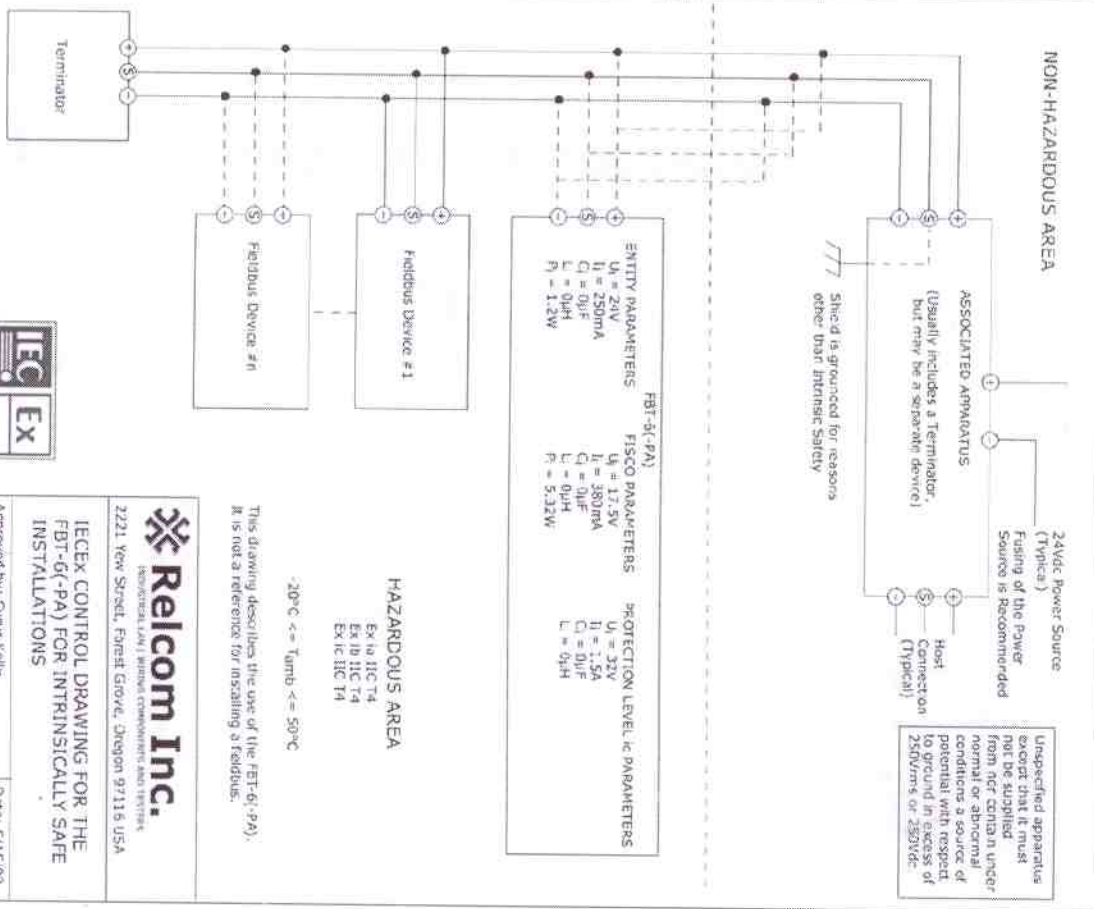 NON-HAZARDOUS AREA
24Vdc Power Source
(Typical)
Fusing of the Power
Source is Recommended
Unspecified apparatus
except that it must
not be supplied
from nor contain under
normal or abnormal
conditions a source of
potential with respect
to ground in excess of
250Vrms or 250Vdc.
+
-
ASSOCIATED APPARATUS
(Usually includes a Terminator,
but may be a separate device)
+
S
-
+
S
-
Host
Connection
(Typical)
Shield is grounded for reasons
other than Intrinsic Safety
FBT-6(-PA)
ENTITY PARAMETERS
Ui = 24V
Ii = 250mA
Ci = 0µF
Li = 0µH
Pi = 1.2W
FISCO PARAMETERS
Ui = 17.5V
Ii = 380mA
Ci = 0µF
Li = 0µH
Pi = 5.32W
PROTECTION LEVEL ic PARAMETERS
Ui = 32V
Ii = 1.5A
Ci = 0µF
Li = 0µH
+
S
-
HAZARDOUS AREA
Ex ia IIC T4
Ex ib IIC T4
Ex ic IIC T4
-20°C <= Tamb <= 50°C
This drawing describes the use of the FBT-6(-PA).
It is not a reference for installing a fieldbus.
+
S
-
Fieldbus Device #1
+
S
-
Fieldbus Device #n
+
S
-
Terminator
IEC Ex
Relcom Inc.
INDUSTRIAL LAN | WIRING COMPONENTS AND TESTERS
2221 Yew Street, Forest Grove, Oregon 97116 USA
IECEx CONTROL DRAWING FOR THE
FBT-6(-PA) FOR INTRINSICALLY SAFE
INSTALLATIONS
Approved by:
Date: